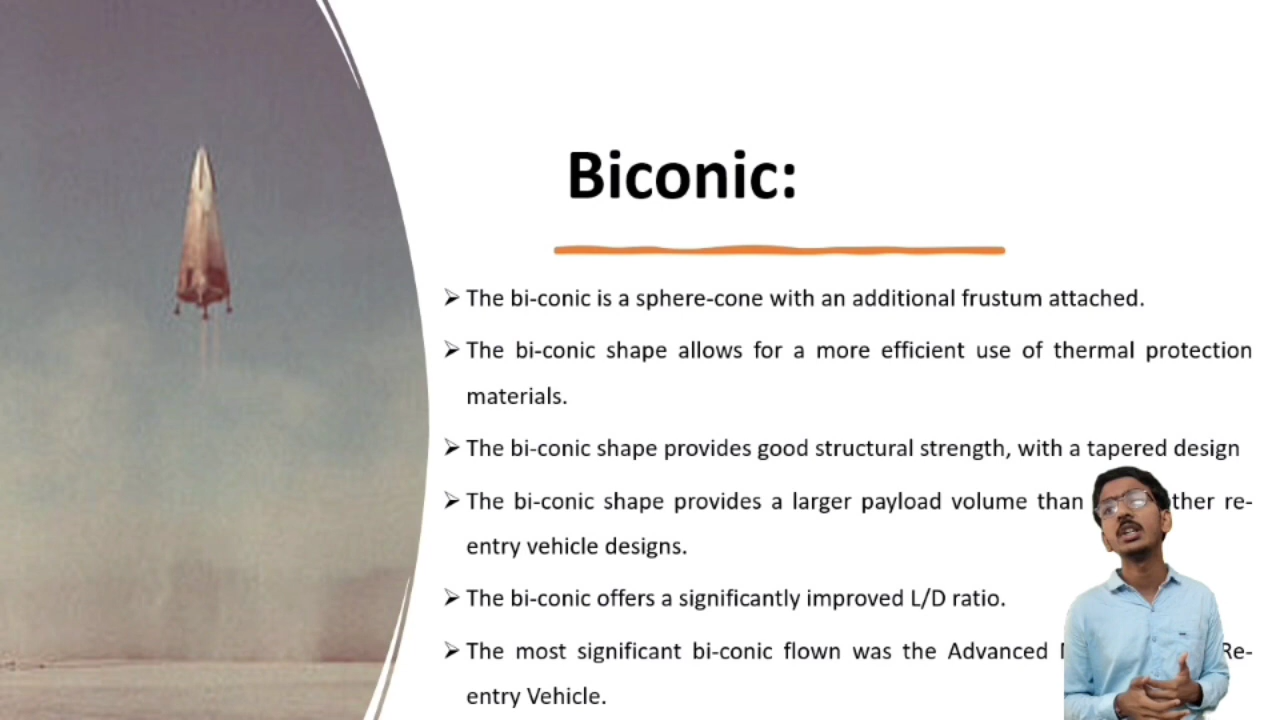 Biconic:
➢ The bi-conic is a sphere-cone with an additional frustum attached.
➢ The bi-conic shape allows for a more efficient use of thermal protection
materials.
➢ The bi-conic shape provides good structural strength, with a tapered design
➢ The bi-conic shape provides a larger payload volume than re-
entry vehicle designs.
➢ The bi-conic offers a significantly improved L/D ratio.
➢ The most significant bi-conic flown was the Advanced Re-
entry Vehicle.